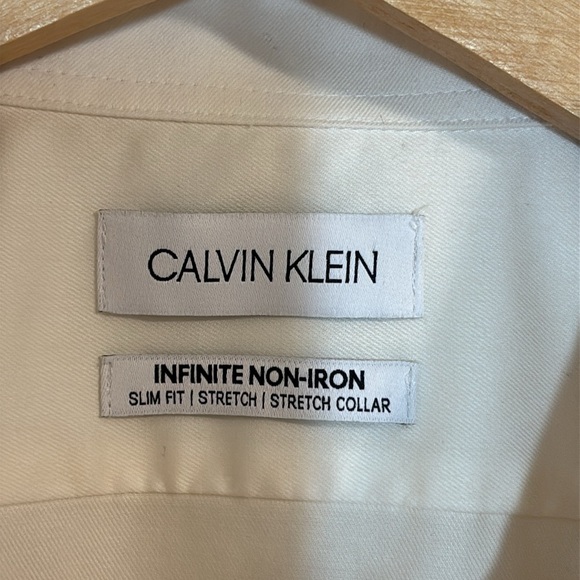 CALVIN KLEIN
INFINITE NON-IRON
SLIM FIT | STRETCH | STRETCH COLLAR